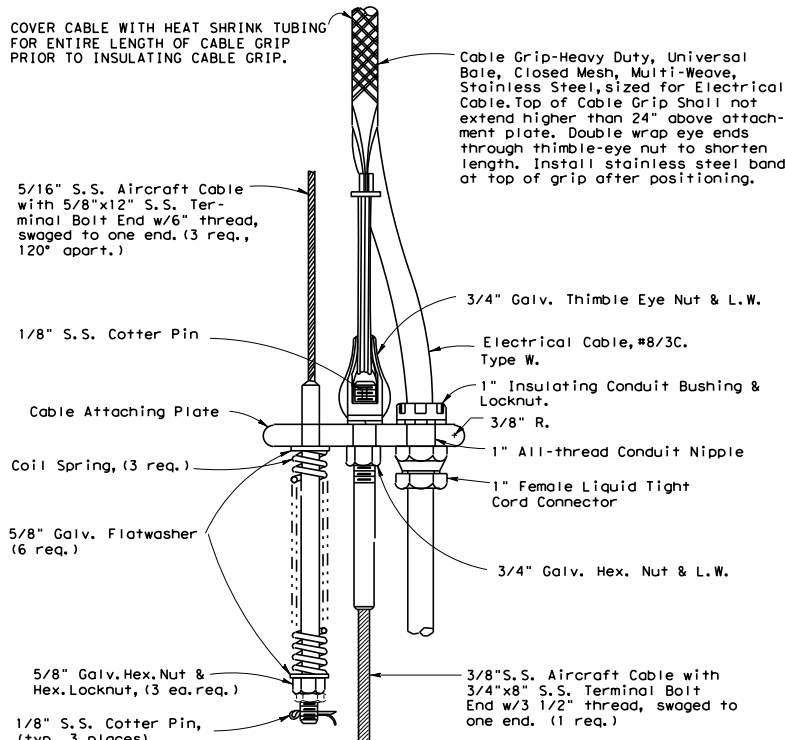 COVER CABLE WITH HEAT SHRINK TUBING
FOR ENTIRE LENGTH OF CABLE GRIP
PRIOR TO INSULATING CABLE GRIP.
Cable Grip-Heavy Duty, Universal
Bale, Closed Mesh, Multi-Weave,
Stainless Steel,sized for Electrical
Cable.Top of Cable Grip Shall not
extend higher than 24" above attach-
ment plate. Double wrap eye ends
through thimble-eye nut to shorten
length. Install stainless steel band
at top of grip after positioning.
5/16" S.S. Aircraft Cable
with 5/8"x12" S.S. Ter-
minal Bolt End w/6" thread,
swaged to one end.(3 req.,
120° apart.)
3/4" Galv. Thimble Eye Nut & L.W.
1/8" S.S. Cotter Pin
Electrical Cable,#8/3C.
Type W.
1" Insulating Conduit Bushing &
Locknut.
Cable Attaching Plate
3/8" R.
1" All-thread Conduit Nipple
Coil Spring,(3 req.)
1" Female Liquid Tight
Cord Connector
5/8" Galv. Flatwasher
(6 req.)
3/4" Galv. Hex. Nut & L.W.
5/8" Galv.Hex.Nut &
Hex.Locknut,(3 ea.req.)
3/8"S.S. Aircraft Cable with
3/4"x8" S.S. Terminal Bolt
End w/3 1/2" thread, swaged to
one end. (1 req.)
1/8" S.S. Cotter Pin,
(typ. 3 places)